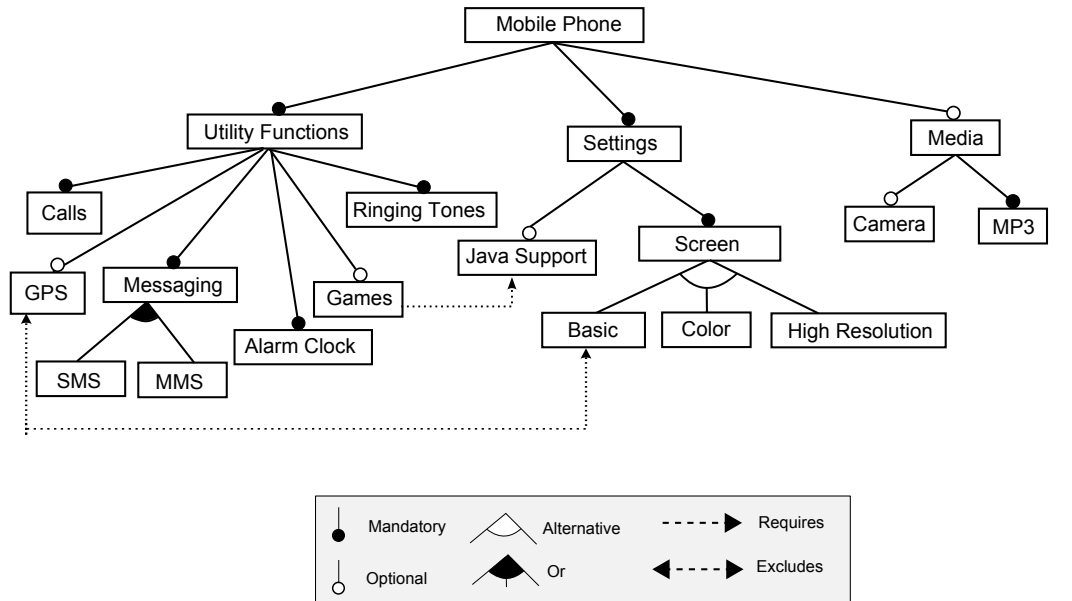 Mobile Phone
Utility Functions
Settings
Media
Calls
Ringing Tones
Camera
MP3
GPS
Messaging
Games
Java Support
Screen
Alarm Clock
Basic
Color
High Resolution
SMS
MMS
Mandatory
Alternative
Requires
Optional
Or
Excludes